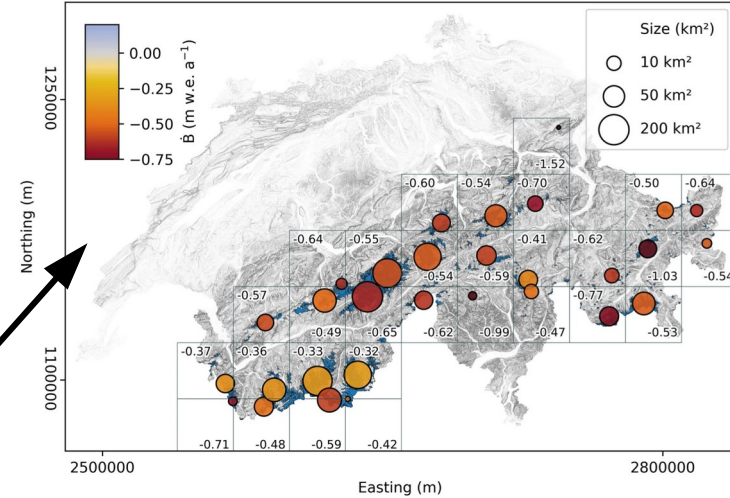 Size (km²)
10 km²
50 km²
200 km²
0.00
−0.25
−0.50
−0.75
Ḃ (m w.e. a⁻¹)
1250000
1100000
Northing (m)
-1.52
-0.60 -0.54 -0.70 -0.50 -0.64
-0.64 -0.55 -0.41 -0.62
-0.54 -0.59 -1.03 -0.54
-0.57 -0.77
-0.49 -0.65 -0.62 -0.99 -0.47 -0.53
-0.37 -0.36 -0.33 -0.32
-0.71 -0.48 -0.59 -0.42
2500000 2800000
Easting (m)